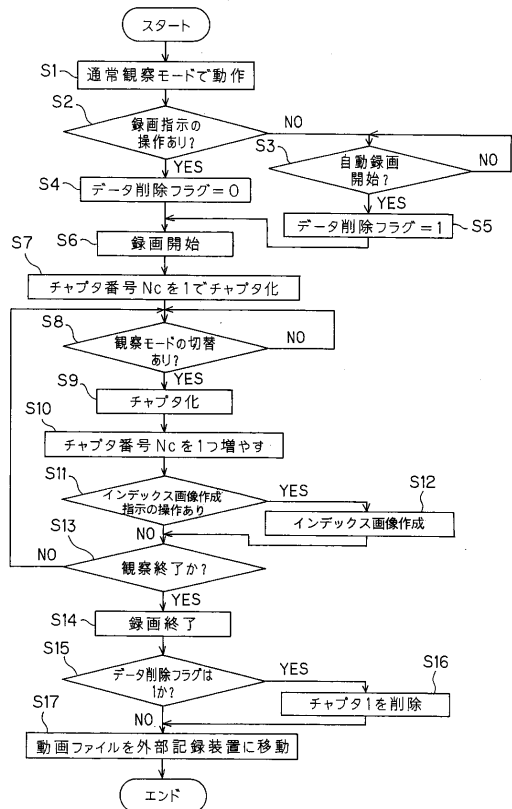 スタート
S1
通常観察モードで動作
S2
録画指示の
操作あり?
NO
YES
S3
自動録画
開始?
NO
YES
S4
データ削除フラグ=0
データ削除フラグ=1
S5
S6
録画開始
S7
チャプタ番号Ncを1でチャプタ化
S8
観察モードの切替
あり?
NO
YES
S9
チャプタ化
S10
チャプタ番号Ncを1つ増やす
S11
インデックス画像作成
指示の操作あり
YES
NO
S12
インデックス画像作成
S13
観察終了か?
NO
YES
S14
録画終了
S15
データ削除フラグは
1か?
YES
NO
S16
チャプタ1を削除
S17
動画ファイルを外部記録装置に移動
エンド